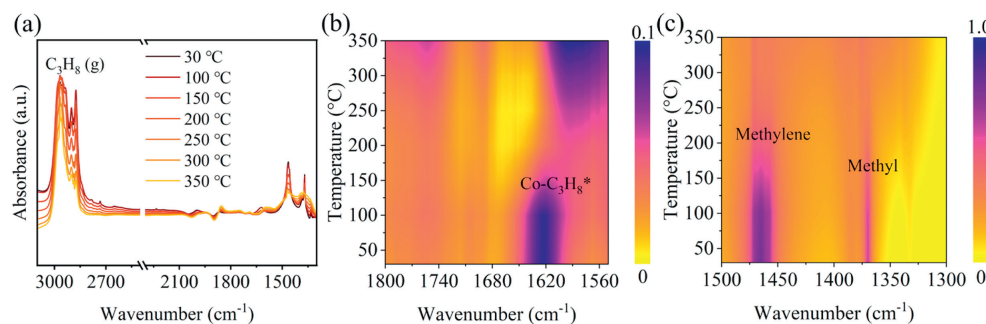 (a)
C3H8 (g)
30 ℃
100 ℃
150 ℃
200 ℃
250 ℃
300 ℃
350 ℃
Absorbance (a.u.)
3000 2700 2100 1800 1500
Wavenumber (cm-1)
(b)
350
300
250
200
150
100
50
Temperature (°C)
Co-C3H8*
1800 1740 1680 1620 1560
Wavenumber (cm-1)
0.1
0
(c)
350
300
250
200
150
100
50
Temperature (°C)
Methylene
Methyl
1500 1450 1400 1350 1300
Wavenumber (cm-1)
1.0
0